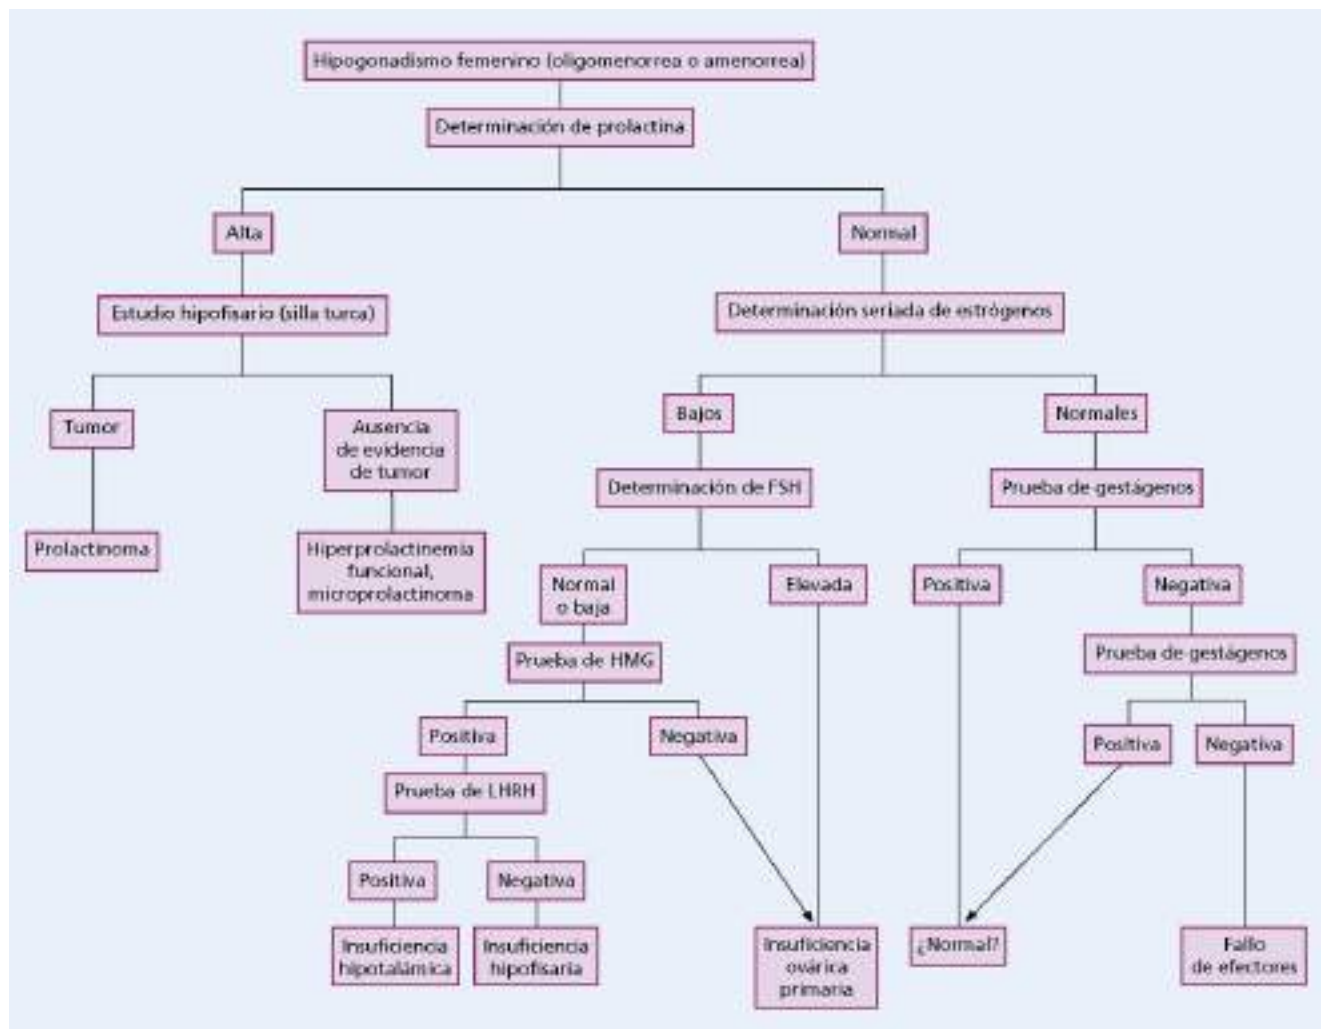 Hipogonadismo femenino (oligomenorrea o amenorrea)
Determinación de prolactina
Alta
Normal
Estudio hipofisario (silla turca)
Determinación seriada de estrógenos
Tumor
Ausencia
de evidencia
de tumor
Bajos
Normales
Determinación de FSH
Prueba de gestágenos
Prolactinoma
Hiperprolactinemia
funcional,
microprolactinoma
Normal
o baja
Elevada
Positiva
Negativa
Prueba de HMG
Prueba de gestágenos
Positiva
Negativa
Positiva
Negativa
Prueba de LHRH
Positiva
Negativa
Insuficiencia
hipotalámica
Insuficiencia
hipofisaria
Insuficiencia
ovárica
primaria
¿Normal?
Fallo
de efectores